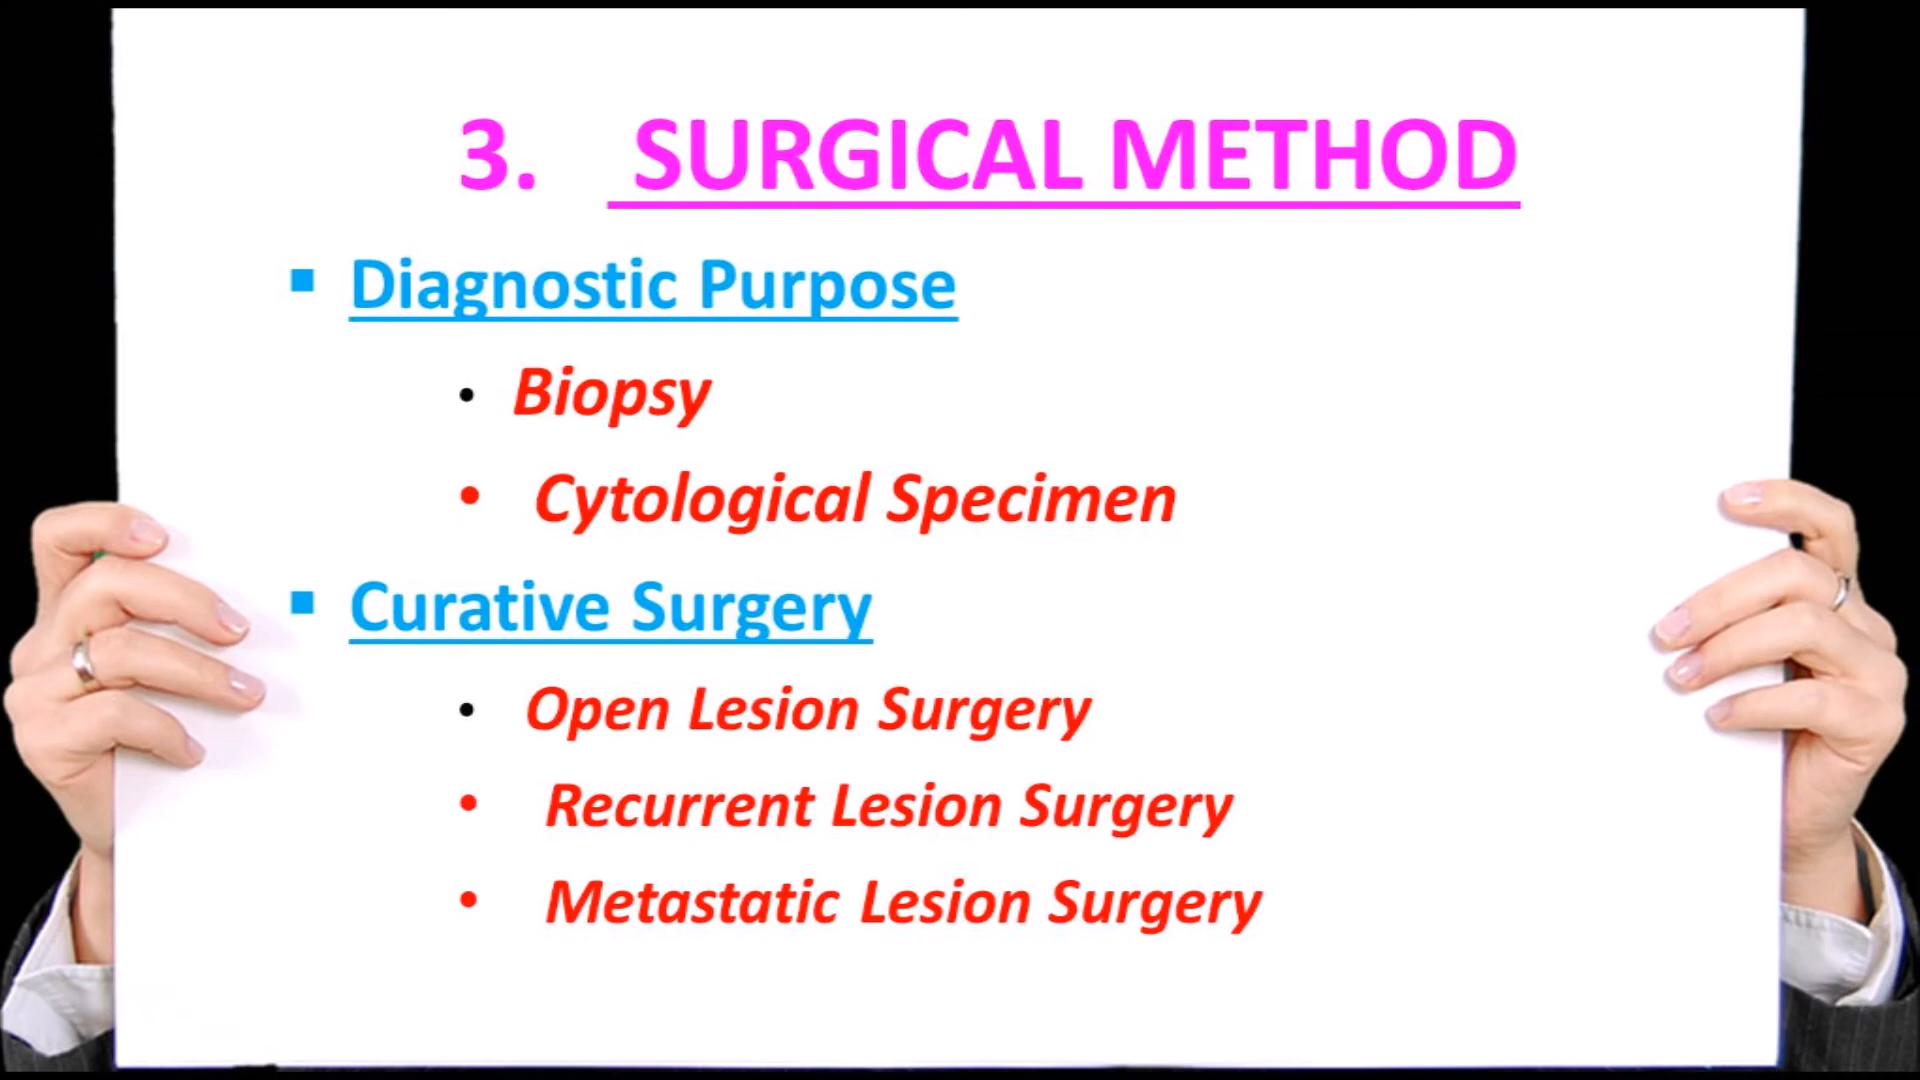 3. SURGICAL METHOD
▪ Diagnostic Purpose
• Biopsy
• Cytological Specimen
▪ Curative Surgery
• Open Lesion Surgery
• Recurrent Lesion Surgery
• Metastatic Lesion Surgery